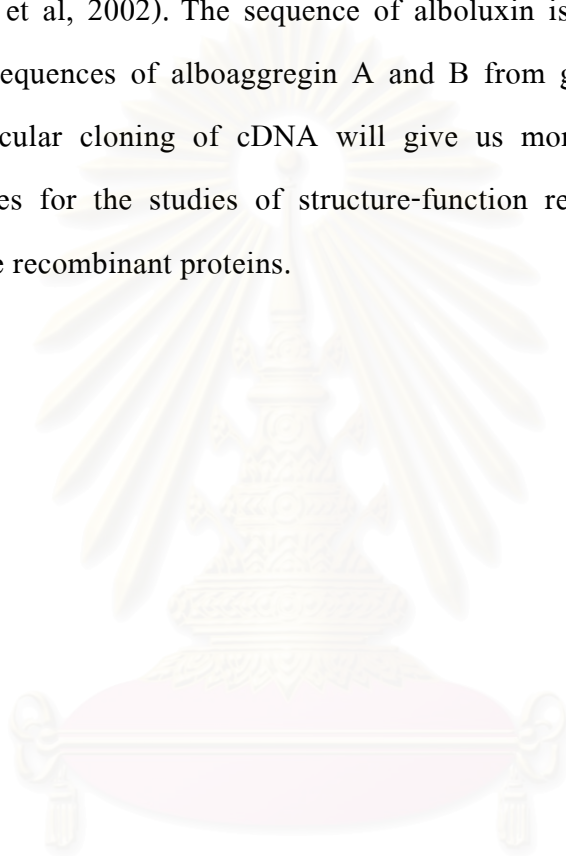 et al, 2002). The sequence of alboluxin is
equences of alboaggregin A and B from g
cular cloning of cDNA will give us mor
es for the studies of structure-function re
e recombinant proteins.